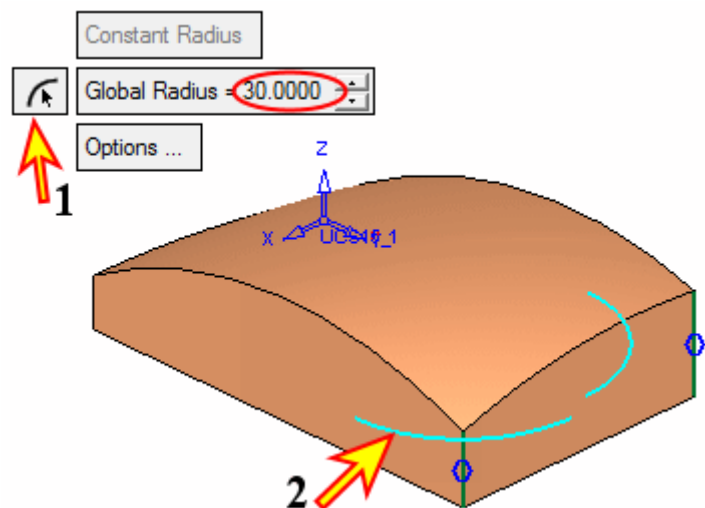 Constant Radius
Global Radius = 30.0000
Options ...
1
Z
X
2